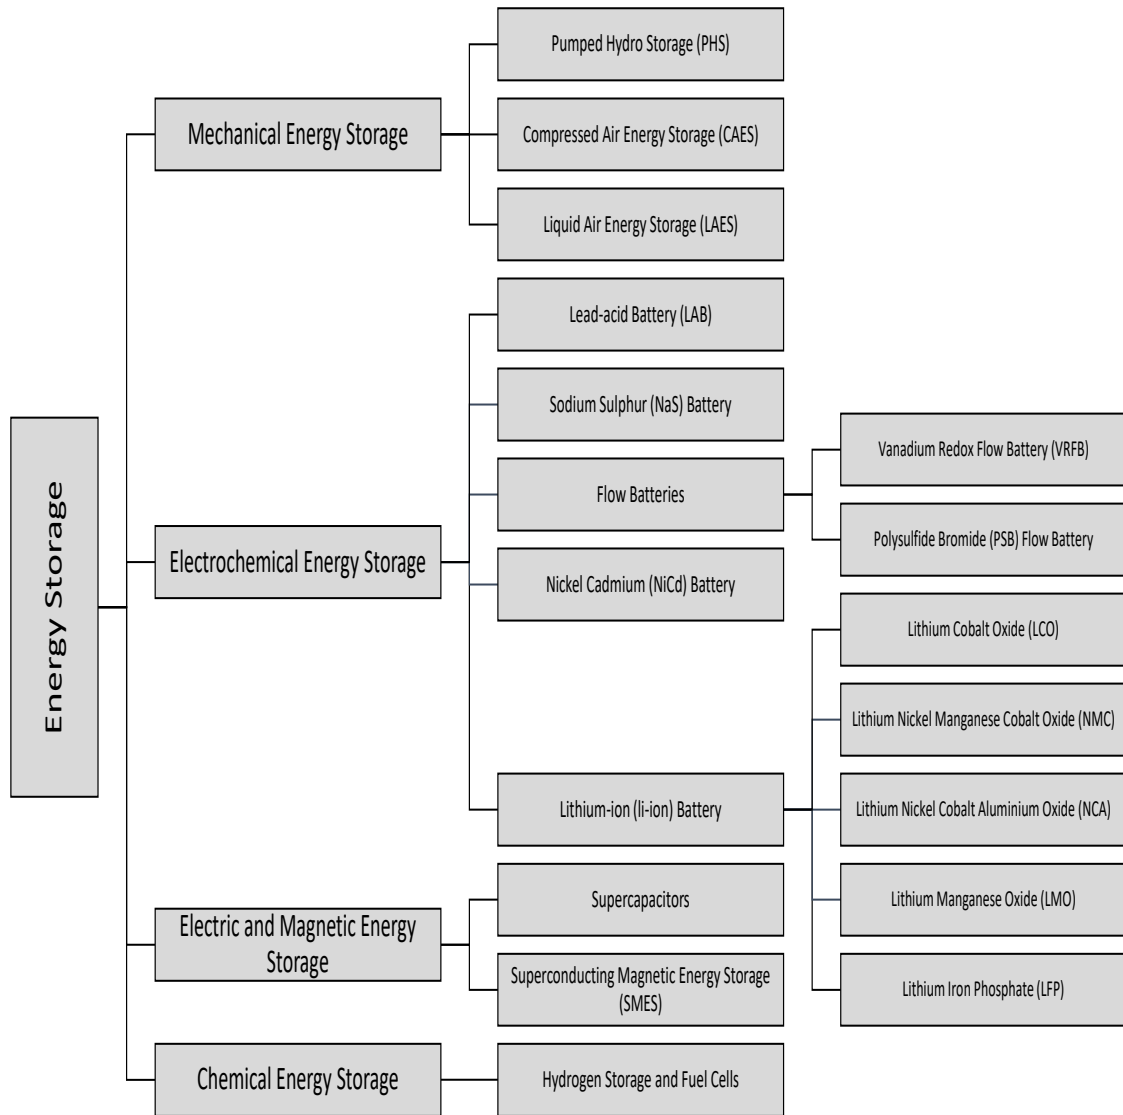 Energy Storage
Mechanical Energy Storage
Pumped Hydro Storage (PHS)
Compressed Air Energy Storage (CAES)
Liquid Air Energy Storage (LAES)
Electrochemical Energy Storage
Lead-acid Battery (LAB)
Sodium Sulphur (NaS) Battery
Flow Batteries
Vanadium Redox Flow Battery (VRFB)
Polysulfide Bromide (PSB) Flow Battery
Nickel Cadmium (NiCd) Battery
Lithium-ion (li-ion) Battery
Lithium Cobalt Oxide (LCO)
Lithium Nickel Manganese Cobalt Oxide (NMC)
Lithium Nickel Cobalt Aluminium Oxide (NCA)
Lithium Manganese Oxide (LMO)
Lithium Iron Phosphate (LFP)
Electric and Magnetic Energy
Storage
Supercapacitors
Superconducting Magnetic Energy Storage
(SMES)
Chemical Energy Storage
Hydrogen Storage and Fuel Cells